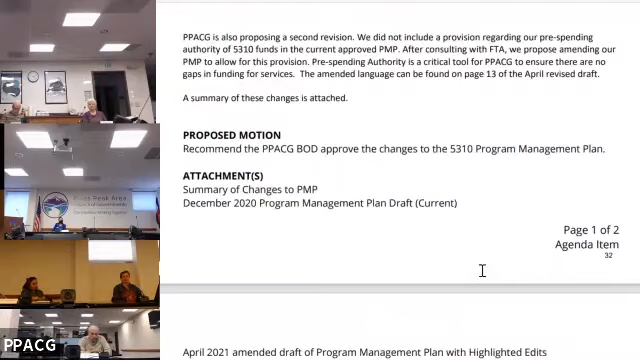 PPACG is also proposing a second revision. We did not include a provision regarding our pre-spending
authority of 5310 funds in the current approved PMP. After consulting with FTA, we propose amending our
PMP to allow for this provision. Pre-spending Authority is a critical tool for PPACG to ensure there are no
gaps in funding for services.  The amended language can be found on page 13 of the April revised draft.
A summary of these changes is attached.
PROPOSED MOTION
Recommend the PPACG BOD approve the changes to the 5310 Program Management Plan.
ATTACHMENT(S)
Summary of Changes to PMP
December 2020 Program Management Plan Draft (Current)
Page 1 of 2
Agenda Item
32
April 2021 amended draft of Program Management Plan with Highlighted Edits
Pikes Peak Area
PPACG